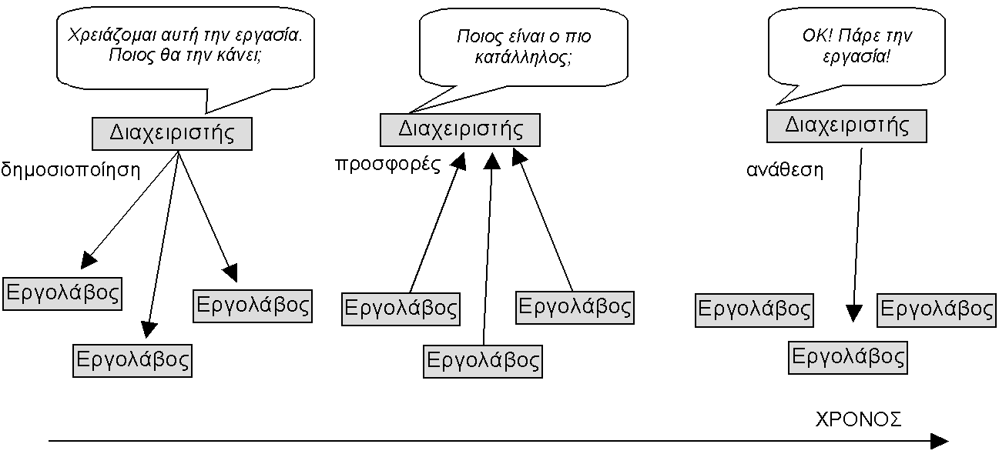 Χρειάζομαι αυτή την εργασία.
Ποιος θα την κάνει;
Διαχειριστής
δημοσιοποίηση
Εργολάβος
Εργολάβος
Εργολάβος
Ποιος είναι ο πιο
κατάλληλος;
Διαχειριστής
προσφορές
Εργολάβος
Εργολάβος
Εργολάβος
ΟΚ! Πάρε την
εργασία!
Διαχειριστής
ανάθεση
Εργολάβος
Εργολάβος
Εργολάβος
ΧΡΟΝΟΣ